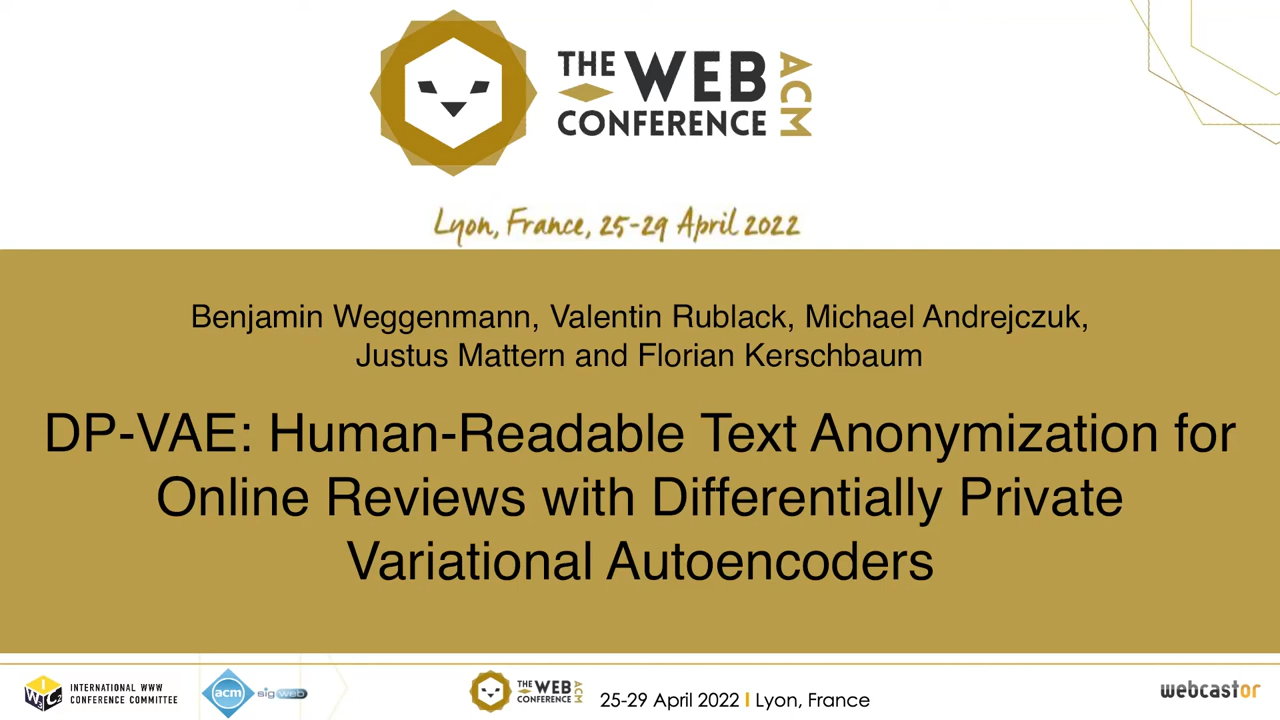 THE WEB ACM
CONFERENCE
Lyon, France, 25-29 April 2022
Benjamin Weggenmann, Valentin Rublack, Michael Andrejczuk,
Justus Mattern and Florian Kerschbaum
DP-VAE: Human-Readable Text Anonymization for
Online Reviews with Differentially Private
Variational Autoencoders
IW3C2
INTERNATIONAL WWW
CONFERENCE COMMITTEE
acm
sigweb
THE WEB ACM
CONFERENCE
25-29 April 2022 I Lyon, France
webcastor